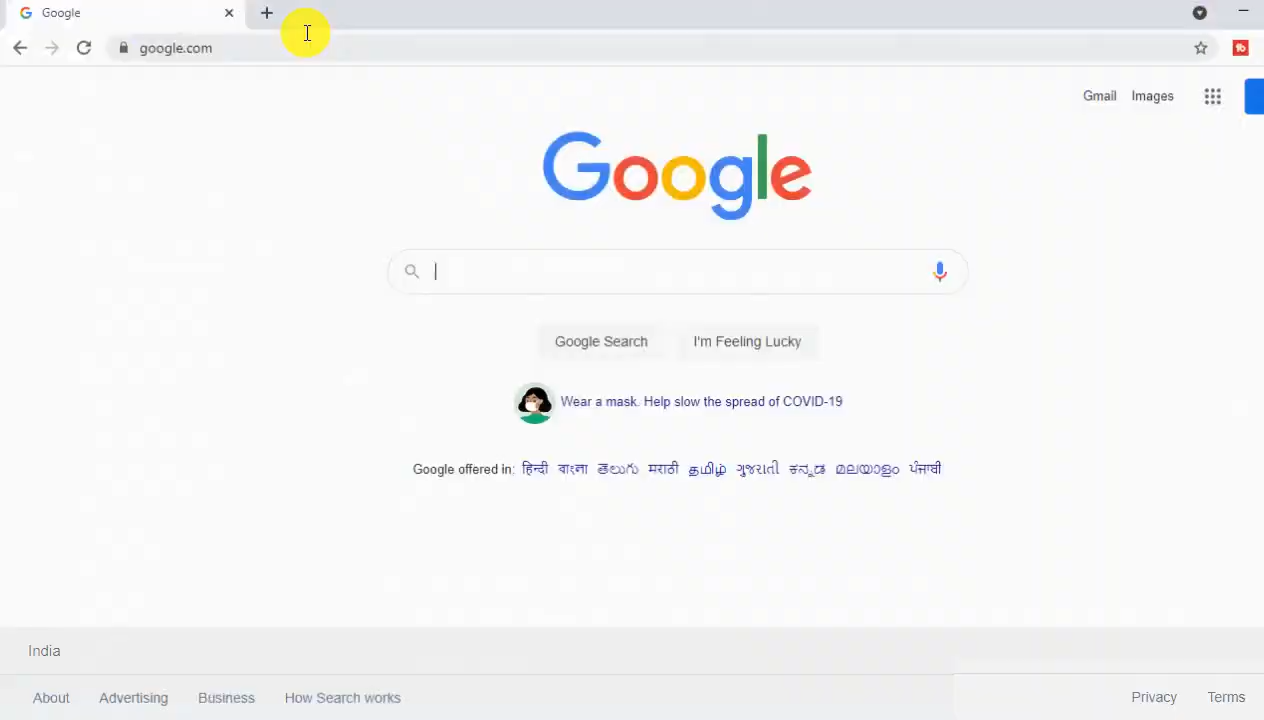 Google
google.com
Gmail Images
Google
Google Search I'm Feeling Lucky
Wear a mask. Help slow the spread of COVID-19
Google offered in: हिन्दी বাংলা తెలుగు मराठी தமிழ் ગુજરાતી ಕನ್ನಡ മലയാളം ਪੰਜਾਬੀ
India
About Advertising Business How Search works Privacy Terms